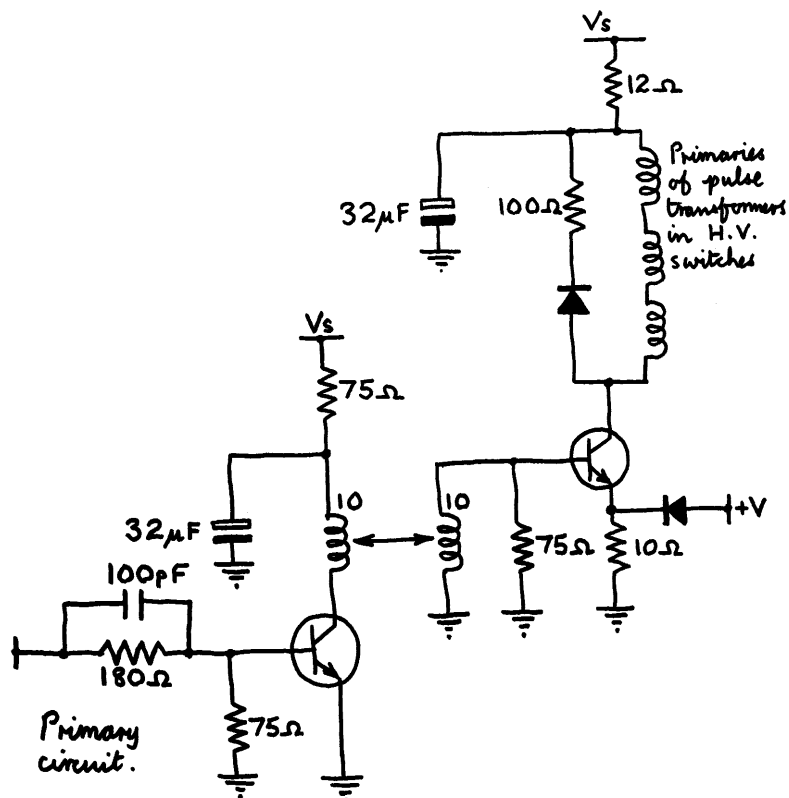 Vs
12Ω
Primaries
of pulse
transformers
in H.V.
switches
32μF
100Ω
Vs
75Ω
10
10
32μF
+V
75Ω
10Ω
100pF
180Ω
75Ω
Primary
circuit.